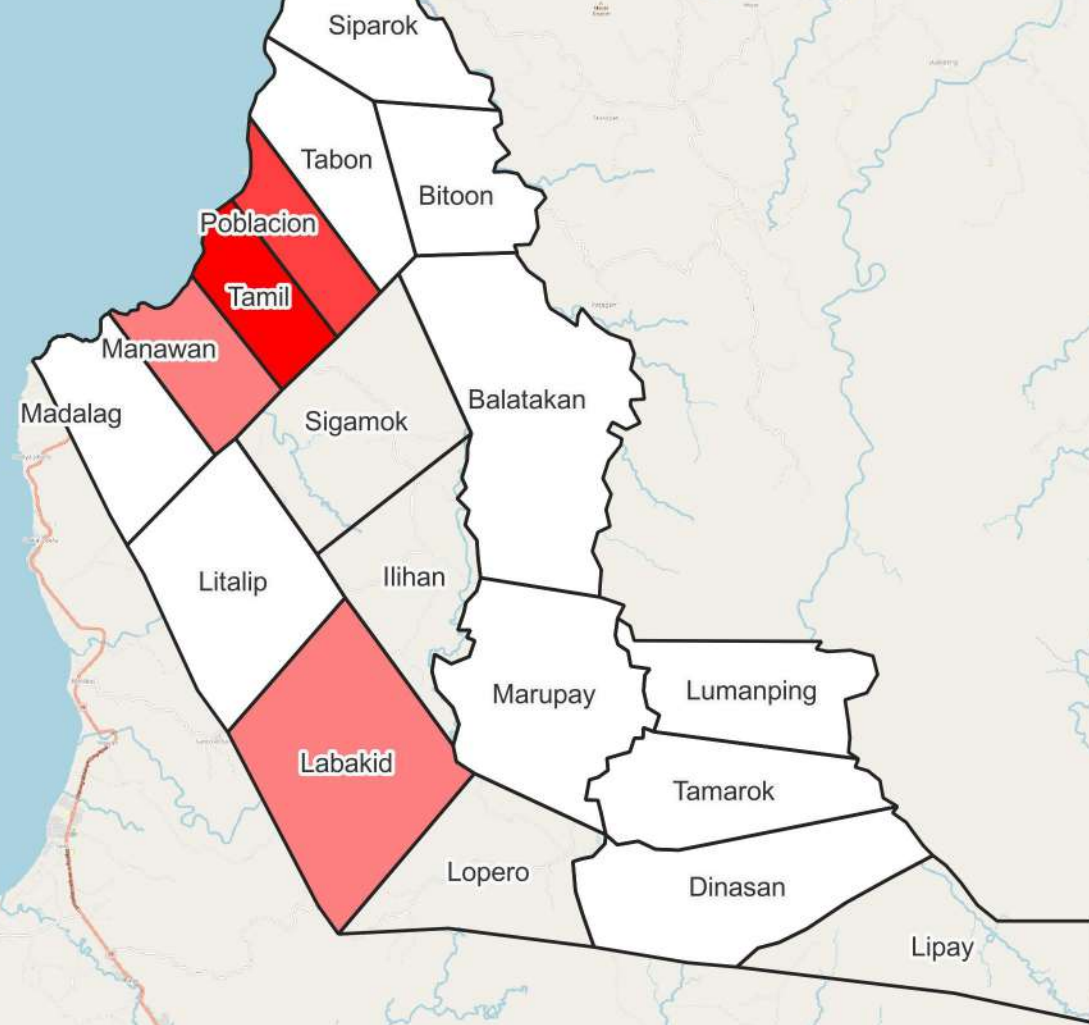 Siparok
Tabon
Bitoon
Poblacion
Tamil
Manawan
Balatakan
Madalag
Sigamok
Ilihan
Litalip
Marupay
Lumanping
Labakid
Tamarok
Lopero
Dinasan
Lipay